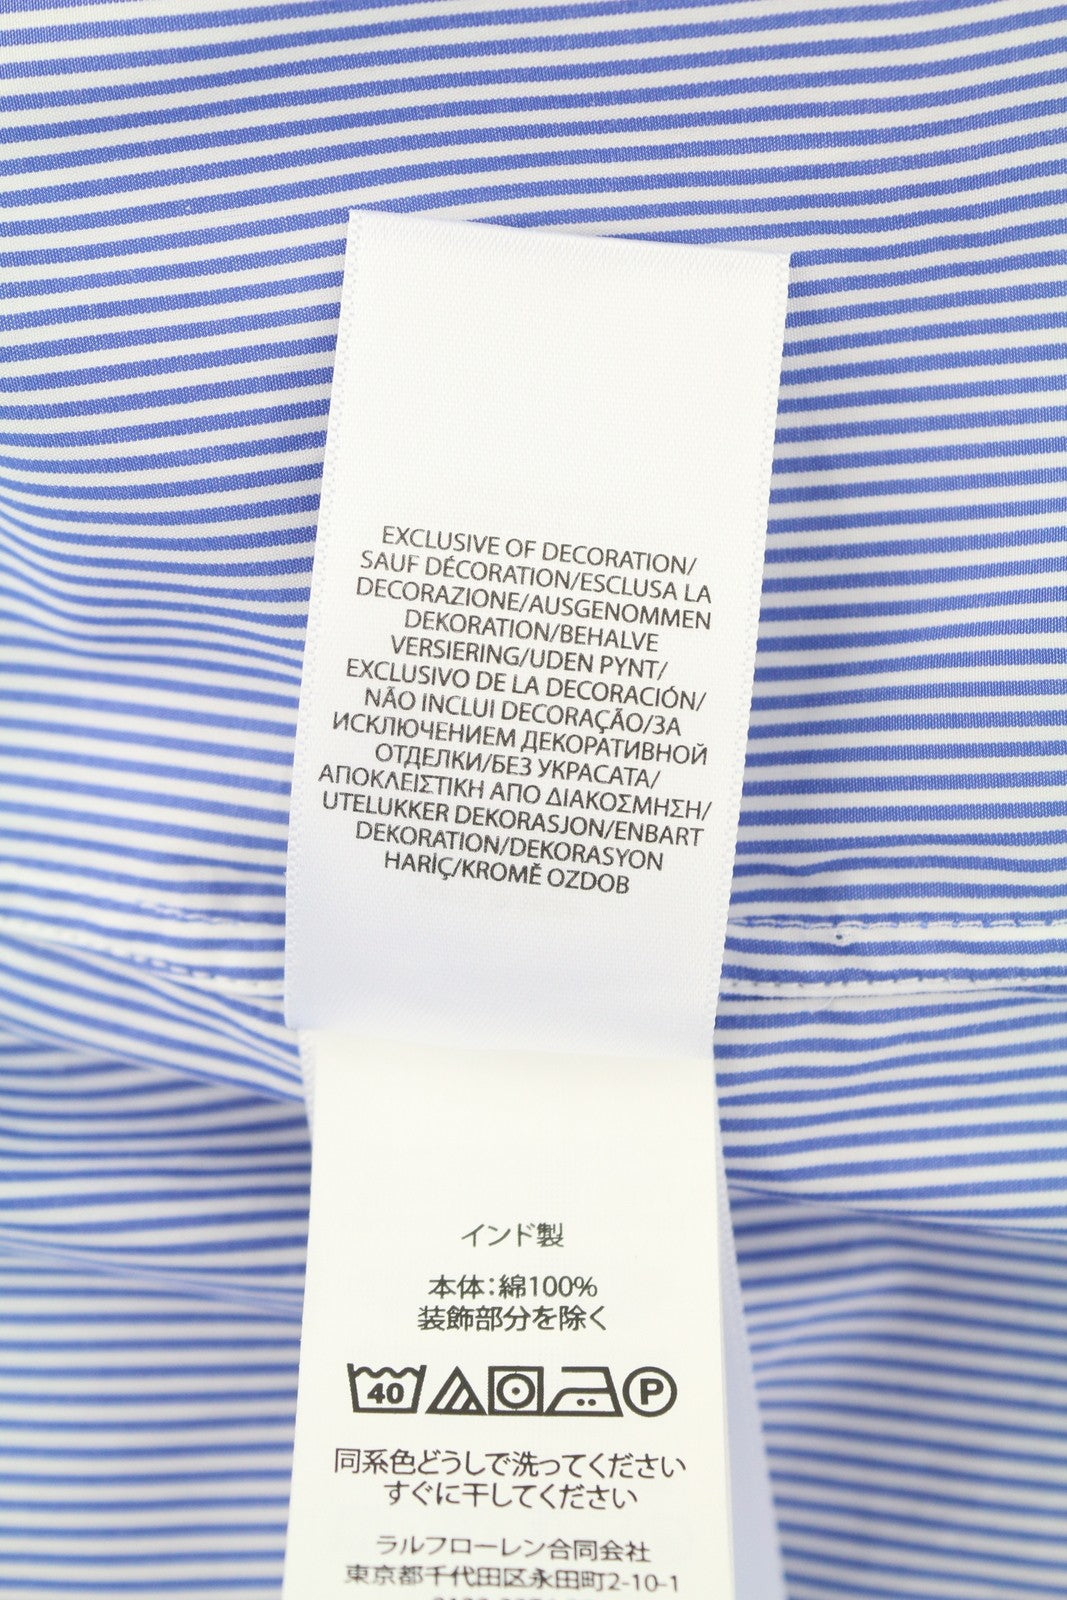 EXCLUSIVE OF DECORATION/
SAUF DÉCORATION/ESCLUSA LA
DECORAZIONE/AUSGENOMMEN
DEKORATION/BEHALVE
VERSIERING/UDEN PYNT/
EXCLUSIVO DE LA DECORACIÓN/
NÃO INCLUI DECORAÇÃO/ЗА
ИСКЛЮЧЕНИЕМ ДЕКОРАТИВНОЙ
ОТДЕЛКИ/БЕЗ УКРАСАТА/
ΑΠΟΚΛΕΙΣΤΙΚΗ ΑΠΟ ΔΙΑΚΟΣΜΗΣΗ/
UTELUKKER DEKORASJON/ENBART
DEKORATION/DEKORASYON
HARİÇ/KROMĚ OZDOB
インド製
本体:綿100%
装飾部分を除く
40 P
同系色どうしで洗ってください
すぐに干してください
ラルフローレン合同会社
東京都千代田区永田町2-10-1